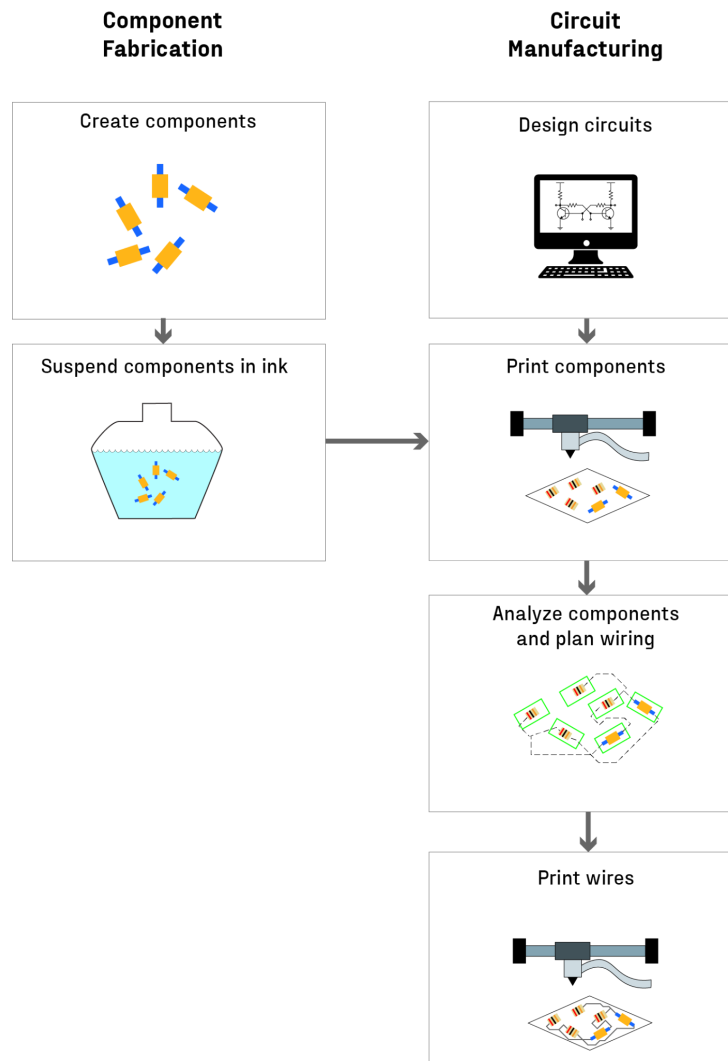 Component
Fabrication
Circuit
Manufacturing
Create components
Design circuits
Suspend components in ink
Print components
Analyze components
and plan wiring
Print wires